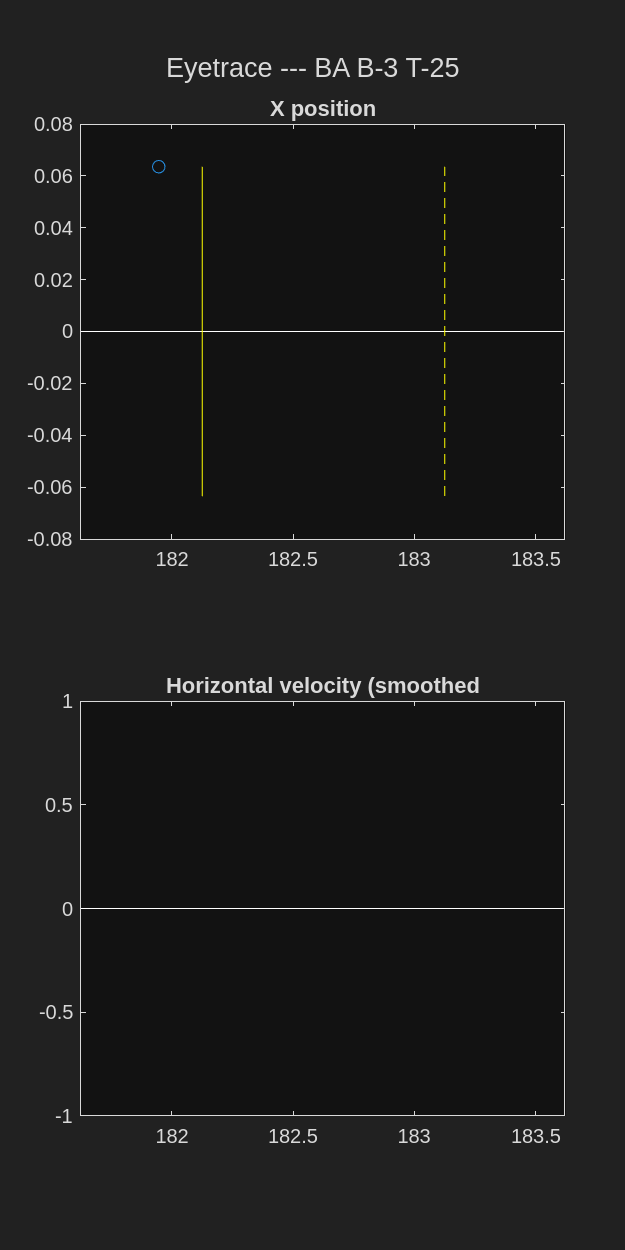 Eyetrace --- BA B-3 T-25
X position
0.08
0.06
0.04
0.02
0
-0.02
-0.04
-0.06
-0.08
182 182.5 183 183.5
Horizontal velocity (smoothed
1
0.5
0
-0.5
-1
182 182.5 183 183.5